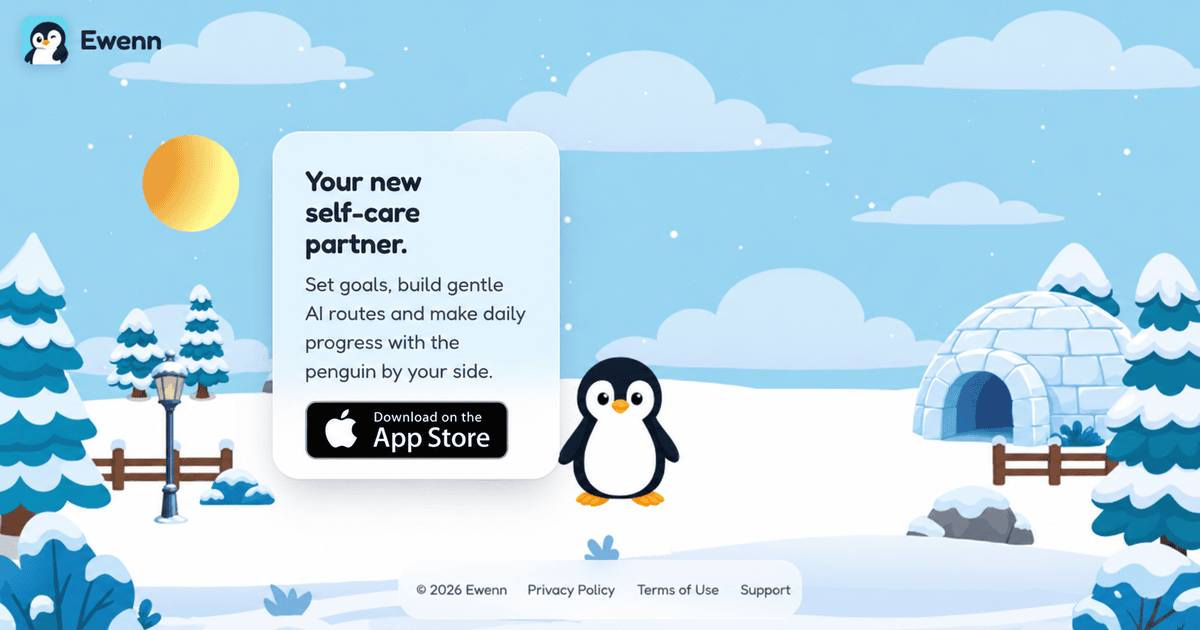 Ewenn
Your new
self-care
partner.
Set goals, build gentle
AI routes and make daily
progress with the
penguin by your side.
Download on the
App Store
© 2026 Ewenn Privacy Policy Terms of Use Support